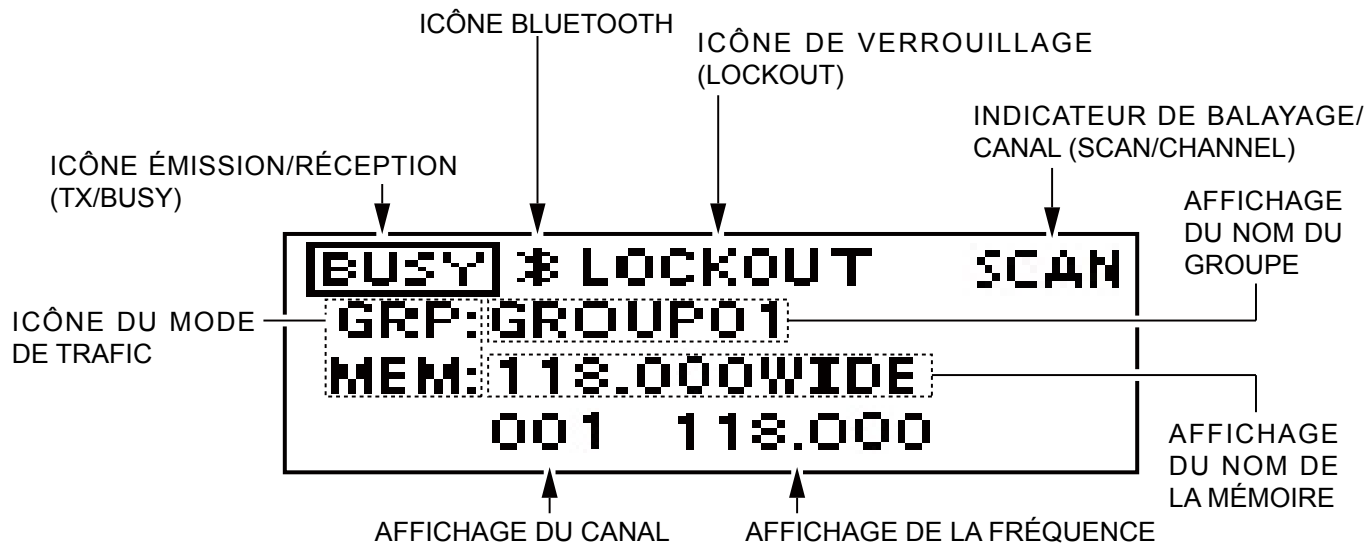 ICÔNE BLUETOOTH
ICÔNE DE VERROUILLAGE
(LOCKOUT)
INDICATEUR DE BALAYAGE/
CANAL (SCAN/CHANNEL)
ICÔNE ÉMISSION/RÉCEPTION
(TX/BUSY)
AFFICHAGE
DU NOM DU
GROUPE
BUSY LOCKOUT SCAN
GRP:GROUP01
MEM:118.000WIDE
001 118.000
ICÔNE DU MODE
DE TRAFIC
AFFICHAGE
DU NOM DE
LA MÉMOIRE
AFFICHAGE DU CANAL
AFFICHAGE DE LA FRÉQUENCE